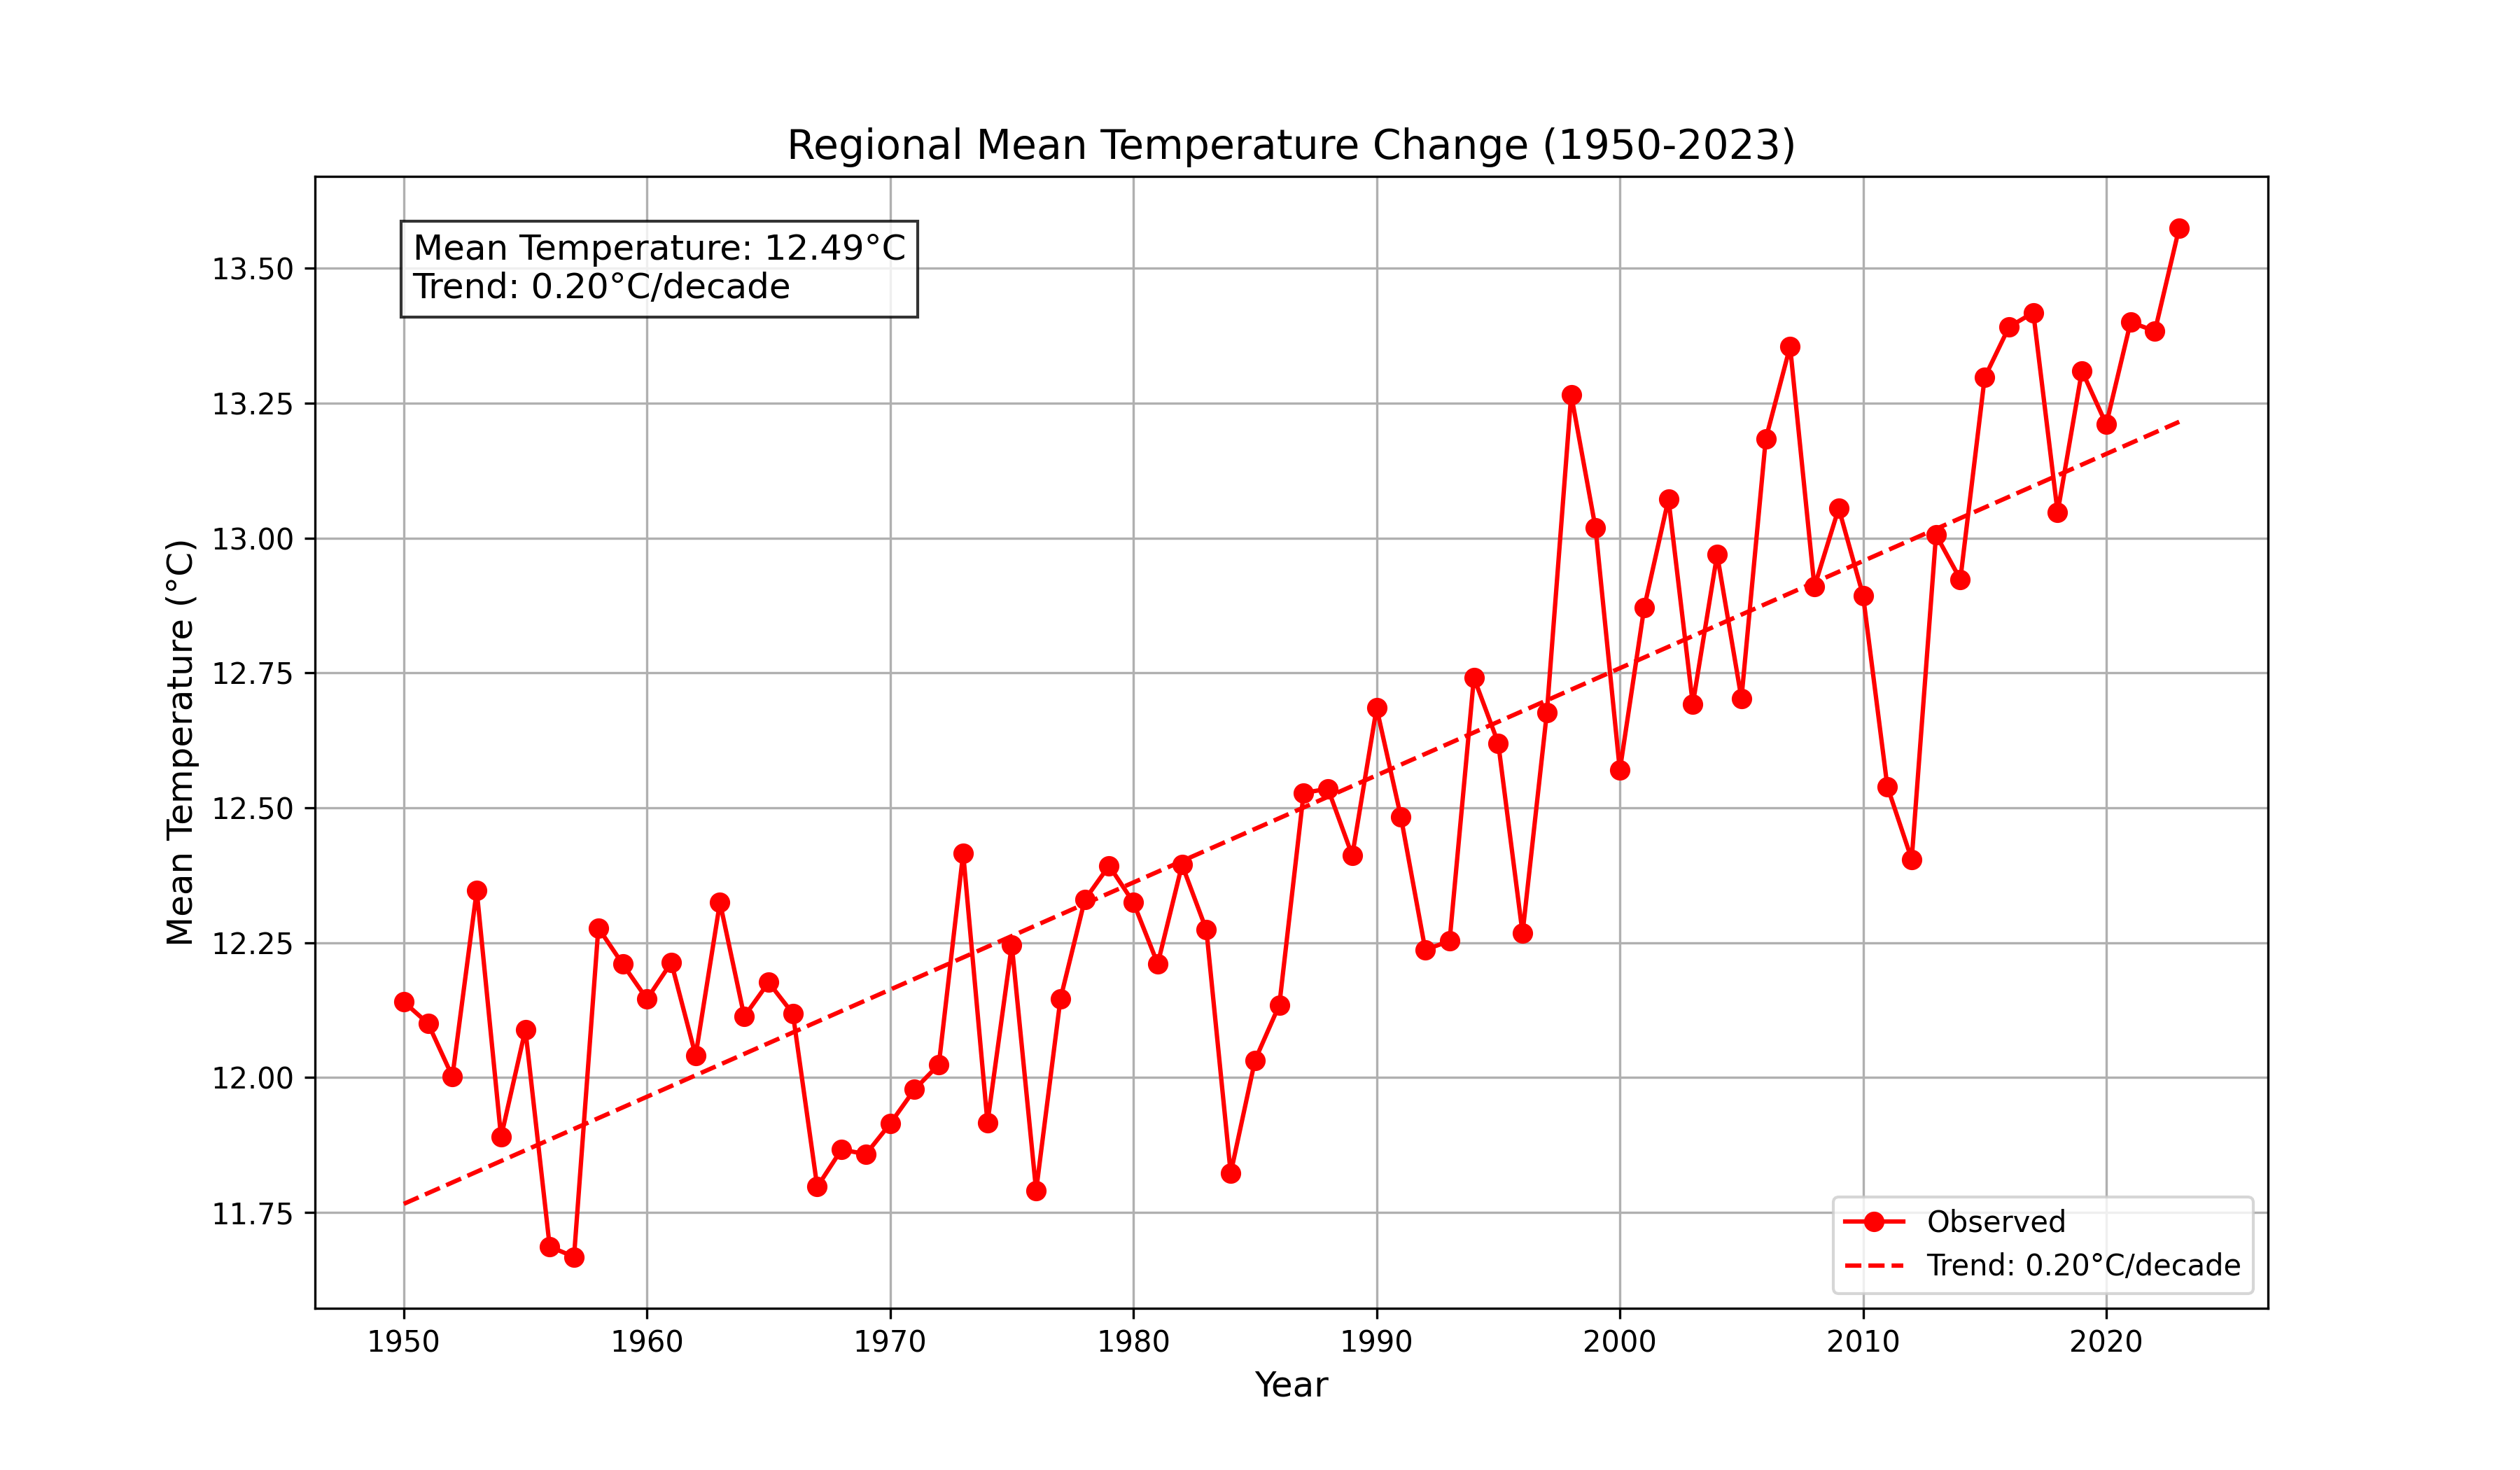 Regional Mean Temperature Change (1950-2023)
Mean Temperature: 12.49°C
Trend: 0.20°C/decade
Mean Temperature (°C)
13.50
13.25
13.00
12.75
12.50
12.25
12.00
11.75
Observed
Trend: 0.20°C/decade
1950 1960 1970 1980 1990 2000 2010 2020
Year